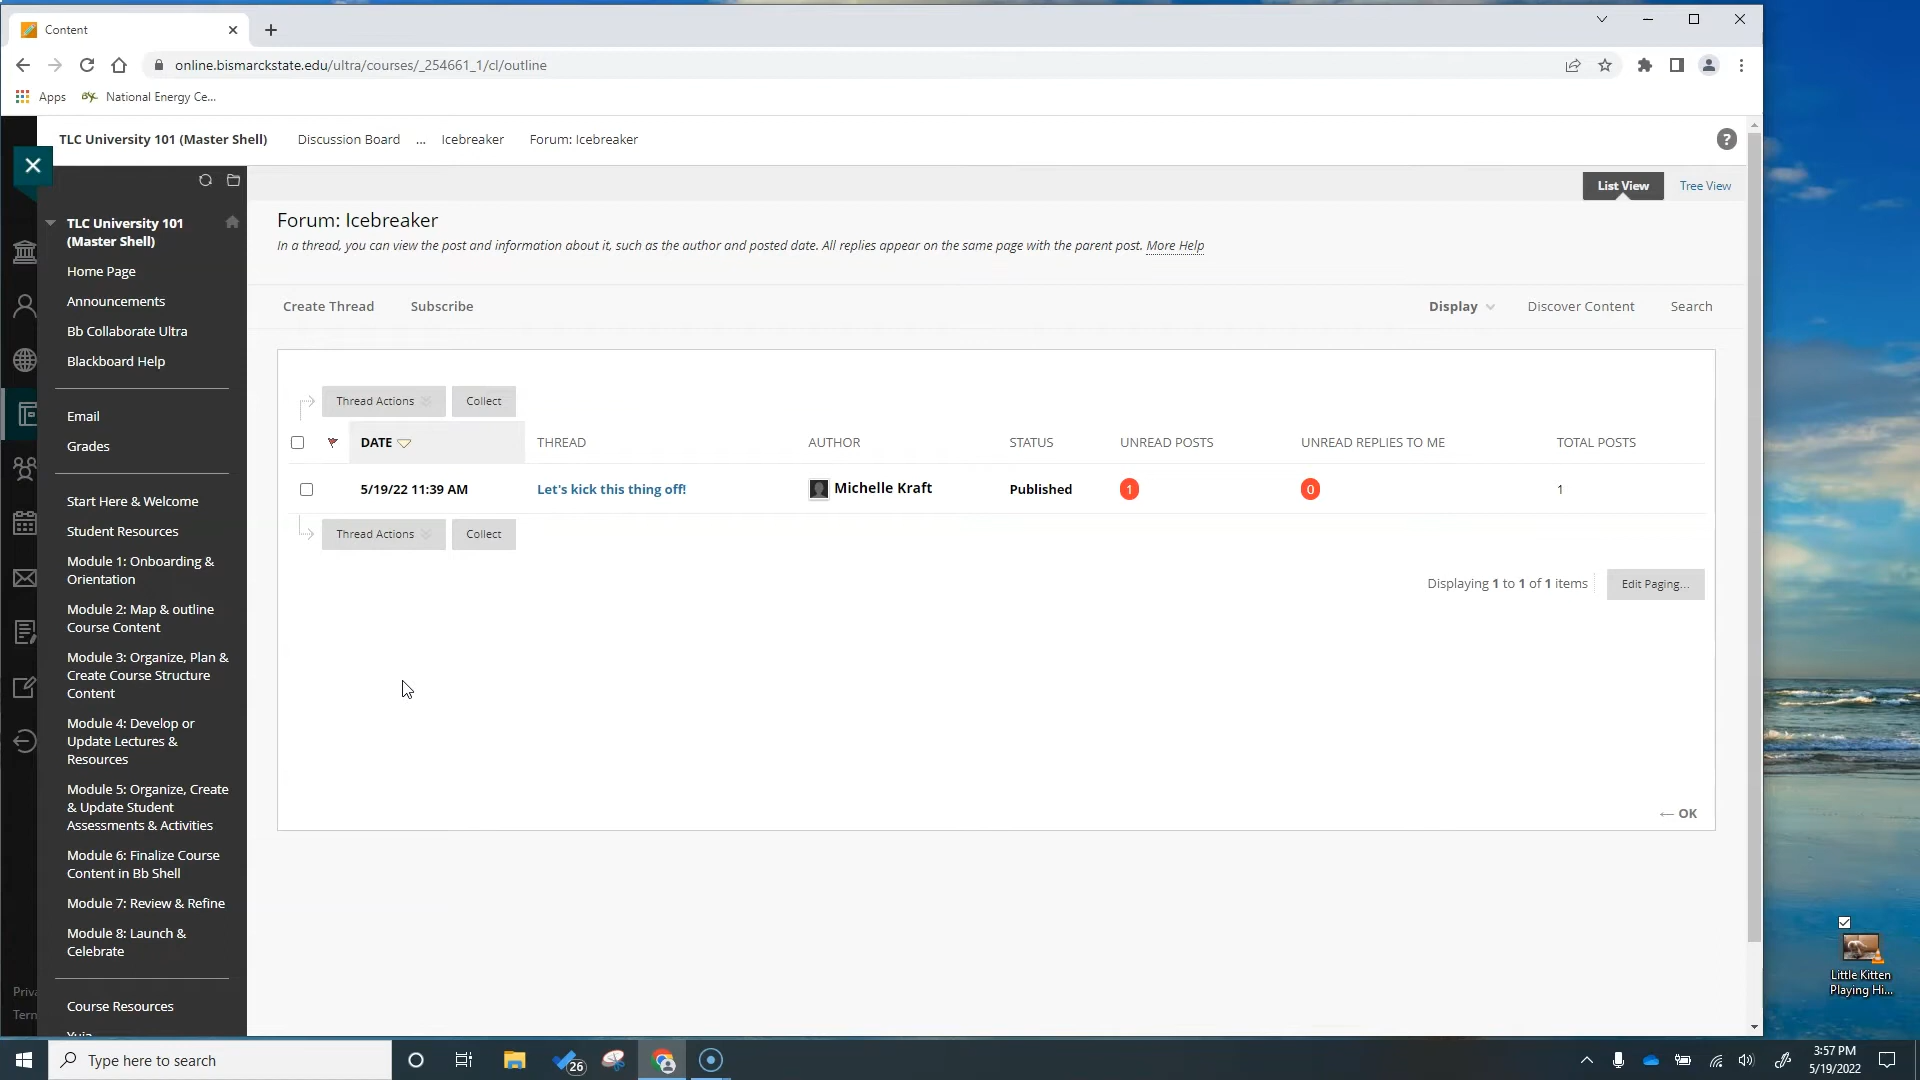 Content
online.bismarckstate.edu/ultra/courses/_254661_1/cl/outline
Apps
National Energy Ce...
TLC University 101 (Master Shell)
Discussion Board
...
Icebreaker
Forum: Icebreaker
?
List View
Tree View
TLC University 101
(Master Shell)
Home Page
Announcements
Bb Collaborate Ultra
Blackboard Help
Email
Grades
Start Here & Welcome
Student Resources
Module 1: Onboarding &
Orientation
Module 2: Map & outline
Course Content
Module 3: Organize, Plan &
Create Course Structure
Content
Module 4: Develop or
Update Lectures &
Resources
Module 5: Organize, Create
& Update Student
Assessments & Activities
Module 6: Finalize Course
Content in Bb Shell
Module 7: Review & Refine
Module 8: Launch &
Celebrate
Course Resources
Yuja
Priva
Tern
Forum: Icebreaker
In a thread, you can view the post and information about it, such as the author and posted date. All replies appear on the same page with the parent post. More Help
Create Thread
Subscribe
Display
Discover Content
Search
Thread Actions
Collect
DATE
THREAD
AUTHOR
STATUS
UNREAD POSTS
UNREAD REPLIES TO ME
TOTAL POSTS
5/19/22 11:39 AM
Let's kick this thing off!
Michelle Kraft
Published
1
0
1
Thread Actions
Collect
Displaying 1 to 1 of 1 items
Edit Paging...
OK
Little Kitten
Playing Hi...
Type here to search
26
3:57 PM
5/19/2022